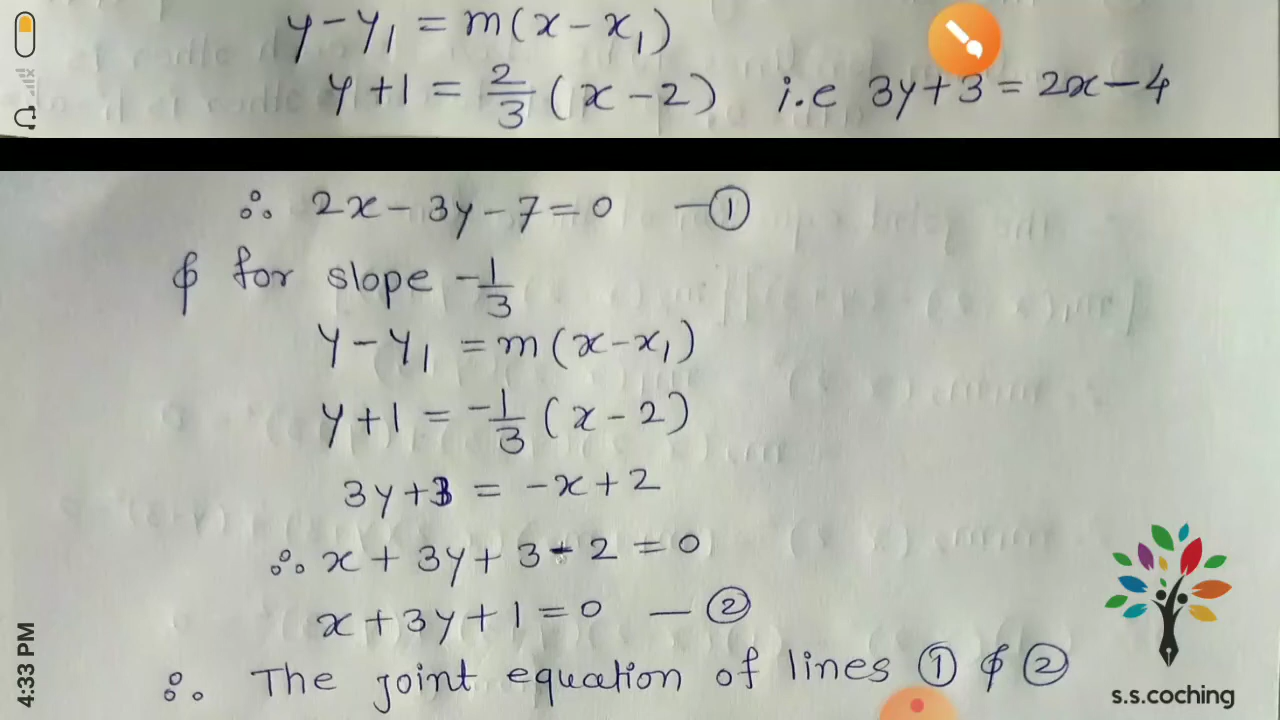 y - y₁ = m(x - x₁)
y + 1 = 2/3 (x - 2) i.e 3y + 3 = 2x - 4
∴ 2x - 3y - 7 = 0 — ①
& for slope -1/3
y - y₁ = m(x - x₁)
y + 1 = -1/3 (x - 2)
3y + 3 = -x + 2
∴ x + 3y + 3 - 2 = 0
x + 3y + 1 = 0 — ②
∴ The joint equation of lines ① & ②
s.s.coching
4:33 PM